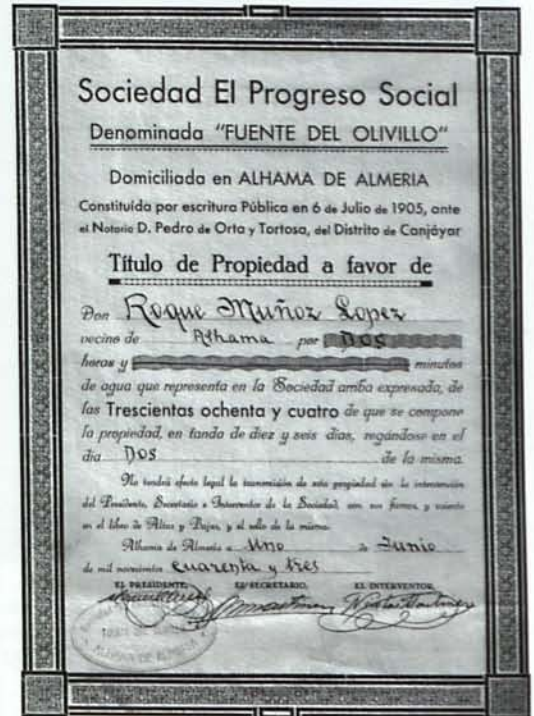 Sociedad El Progreso Social
Denominada "FUENTE DEL OLIVILLO"
Domiciliada en ALHAMA DE ALMERIA
Constituída por escritura Pública en 6 de Julio de 1905, ante
el Notario D. Pedro de Orta y Tortosa, del Distrito de Canjáyar
Título de Propiedad a favor de
Don Roque Muñoz Lopez
vecino de Alhama por DOS
horas y minutos
de agua que representa en la Sociedad arriba expresada, de
las Trescientas ochenta y cuatro de que se compone
la propiedad, en tanda de diez y seis días, regándose en el
día DOS de la misma.
No tendrá efecto legal la transmisión de esta propiedad sin la intervención
del Presidente, Secretario e Interventor de la Sociedad, con sus firmas, y asiento
en el libro de Altas y Bajas, y el sello de la misma.
Alhama de Almería a Uno de Junio
de mil novecientos cuarenta y tres
EL PRESIDENTE, EL SECRETARIO, EL INTERVENTOR,
ALHAMA DE ALMERIA